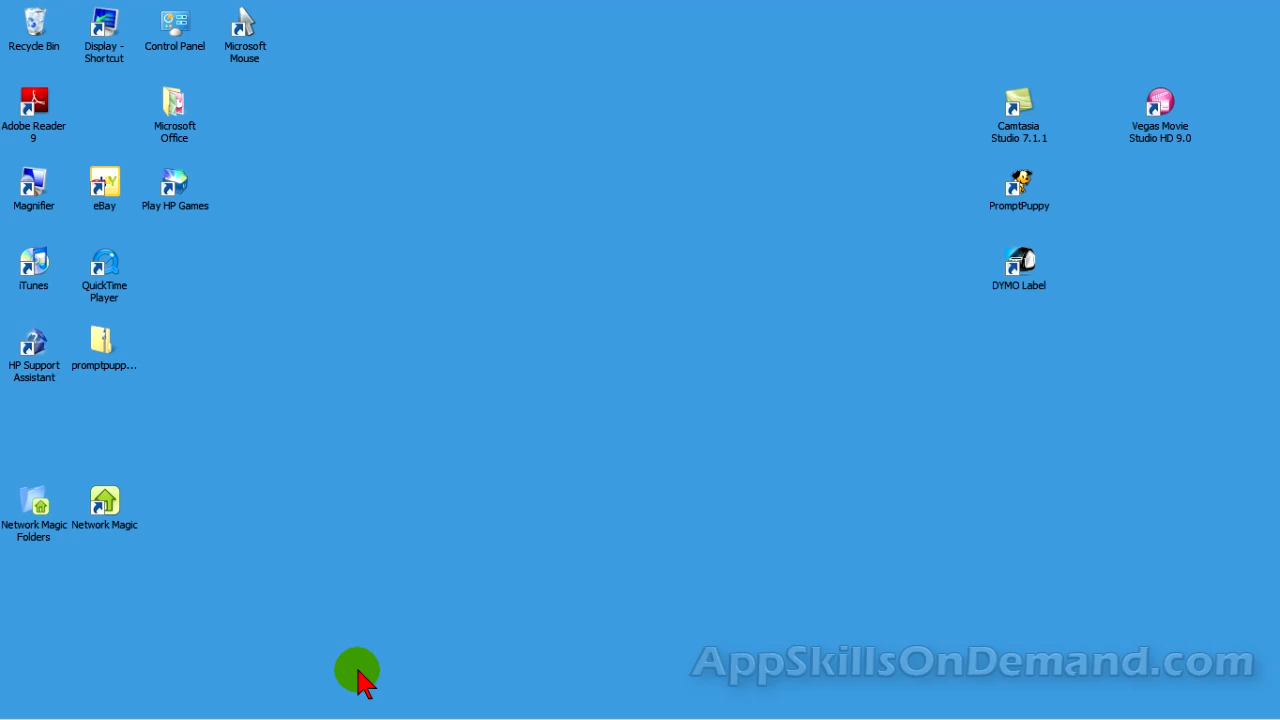 Recycle Bin
Display -
Shortcut
Control Panel
Microsoft
Mouse
Adobe Reader
9
Microsoft
Office
Camtasia
Studio 7.1.1
Vegas Movie
Studio HD 9.0
Magnifier
eBay
Play HP Games
PromptPuppy
iTunes
QuickTime
Player
DYMO Label
HP Support
Assistant
promptpupp...
Network Magic
Folders
Network Magic
AppSkillsOnDemand.com